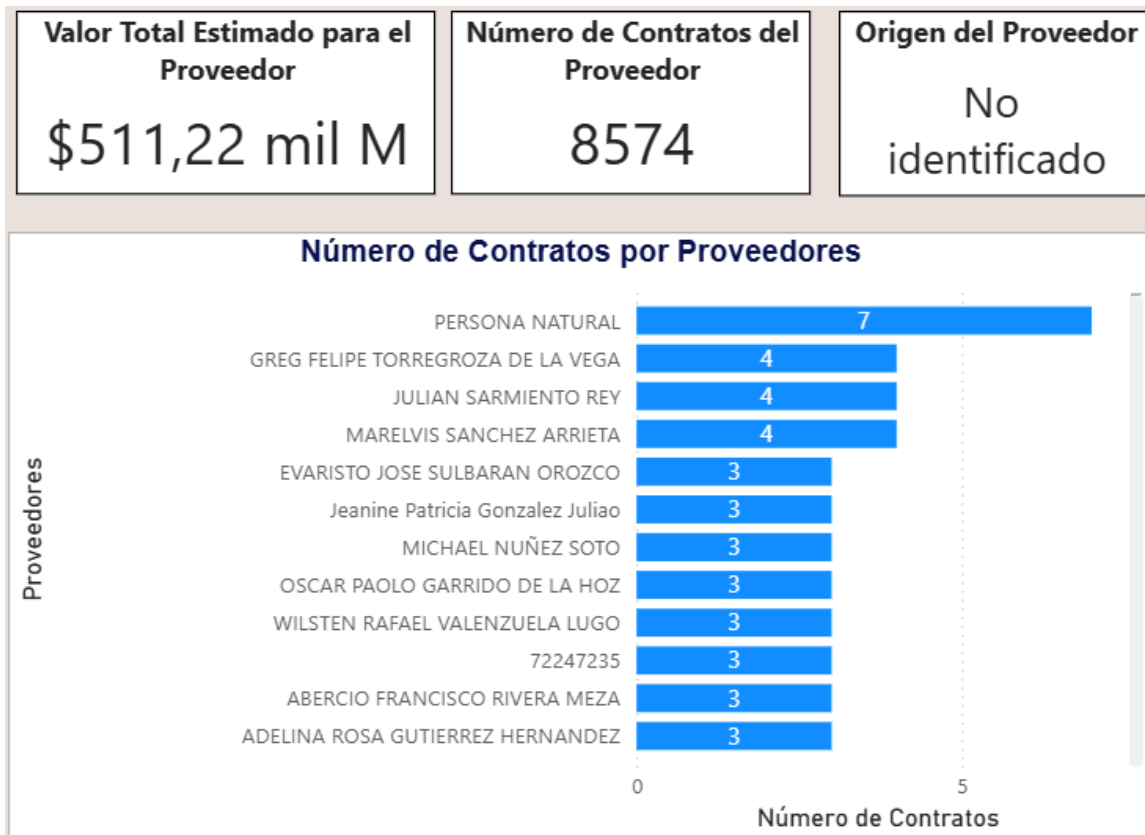 Valor Total Estimado para el
Proveedor
$511,22 mil M
Número de Contratos del
Proveedor
8574
Origen del Proveedor
No
identificado
Número de Contratos por Proveedores
Proveedores
PERSONA NATURAL 7
GREG FELIPE TORREGROZA DE LA VEGA 4
JULIAN SARMIENTO REY 4
MARELVIS SANCHEZ ARRIETA 4
EVARISTO JOSE SULBARAN OROZCO 3
Jeanine Patricia Gonzalez Juliao 3
MICHAEL NUÑEZ SOTO 3
OSCAR PAOLO GARRIDO DE LA HOZ 3
WILSTEN RAFAEL VALENZUELA LUGO 3
72247235 3
ABERCIO FRANCISCO RIVERA MEZA 3
ADELINA ROSA GUTIERREZ HERNANDEZ 3
0 5
Número de Contratos